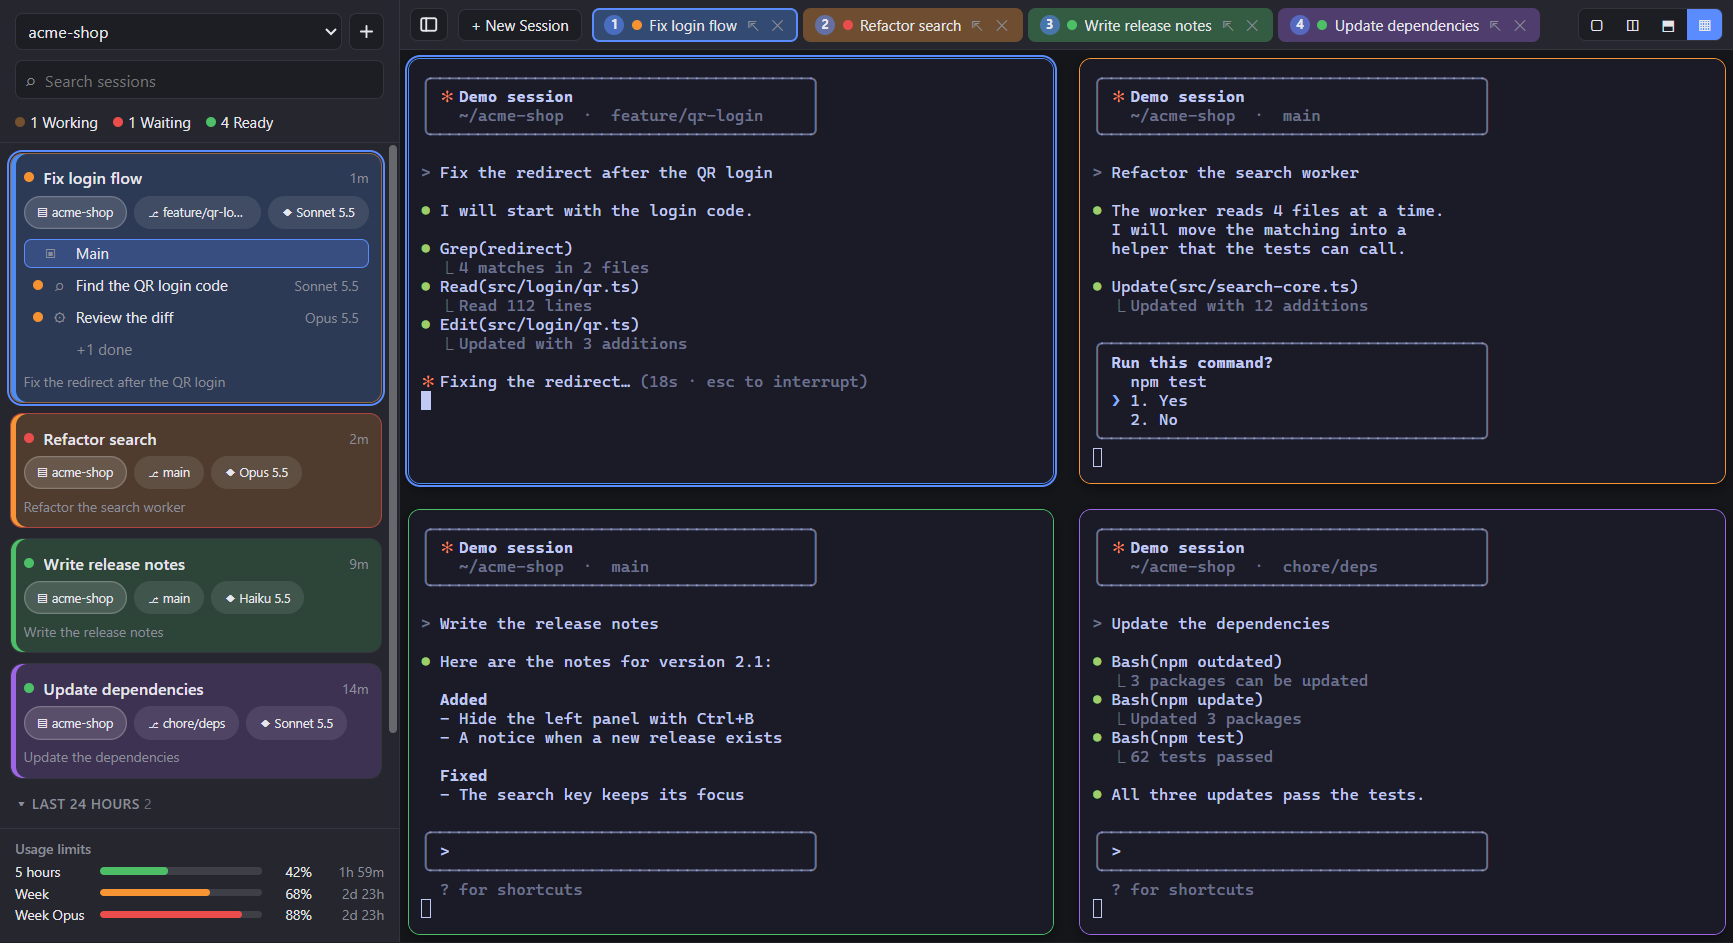 acme-shop
+
Search sessions
1 Working
1 Waiting
4 Ready
Fix login flow
1m
acme-shop
feature/qr-lo...
Sonnet 5.5
Main
Find the QR login code
Sonnet 5.5
Review the diff
Opus 5.5
+1 done
Fix the redirect after the QR login
Refactor search
2m
acme-shop
main
Opus 5.5
Refactor the search worker
Write release notes
9m
acme-shop
main
Haiku 5.5
Write the release notes
Update dependencies
14m
acme-shop
chore/deps
Sonnet 5.5
Update the dependencies
LAST 24 HOURS 2
Usage limits
5 hours 42% 1h 59m
Week 68% 2d 23h
Week Opus 88% 2d 23h
+ New Session
1 Fix login flow
2 Refactor search
3 Write release notes
4 Update dependencies
Demo session
~/acme-shop · feature/qr-login
> Fix the redirect after the QR login
I will start with the login code.
Grep(redirect)
4 matches in 2 files
Read(src/login/qr.ts)
Read 112 lines
Edit(src/login/qr.ts)
Updated with 3 additions
Fixing the redirect… (18s · esc to interrupt)
Demo session
~/acme-shop · main
> Refactor the search worker
The worker reads 4 files at a time.
I will move the matching into a
helper that the tests can call.
Update(src/search-core.ts)
Updated with 12 additions
Run this command?
npm test
❯ 1. Yes
2. No
Demo session
~/acme-shop · main
> Write the release notes
Here are the notes for version 2.1:
Added
- Hide the left panel with Ctrl+B
- A notice when a new release exists
Fixed
- The search key keeps its focus
>
? for shortcuts
Demo session
~/acme-shop · chore/deps
> Update the dependencies
Bash(npm outdated)
3 packages can be updated
Bash(npm update)
Updated 3 packages
Bash(npm test)
62 tests passed
All three updates pass the tests.
>
? for shortcuts